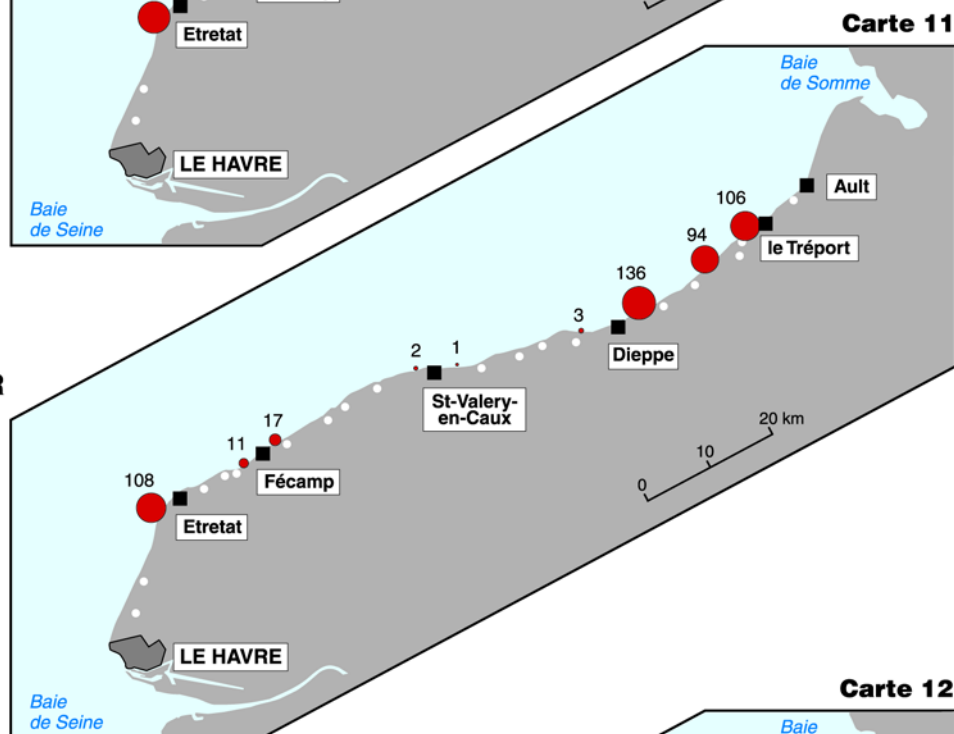 Etretat
LE HAVRE
Baie
de Seine
Carte 11
Baie
de Somme
Ault
106
le Tréport
94
136
3
Dieppe
2
1
St-Valery-
en-Caux
17
11
Fécamp
108
Etretat
0
10
20 km
LE HAVRE
Baie
de Seine
Carte 12
Baie